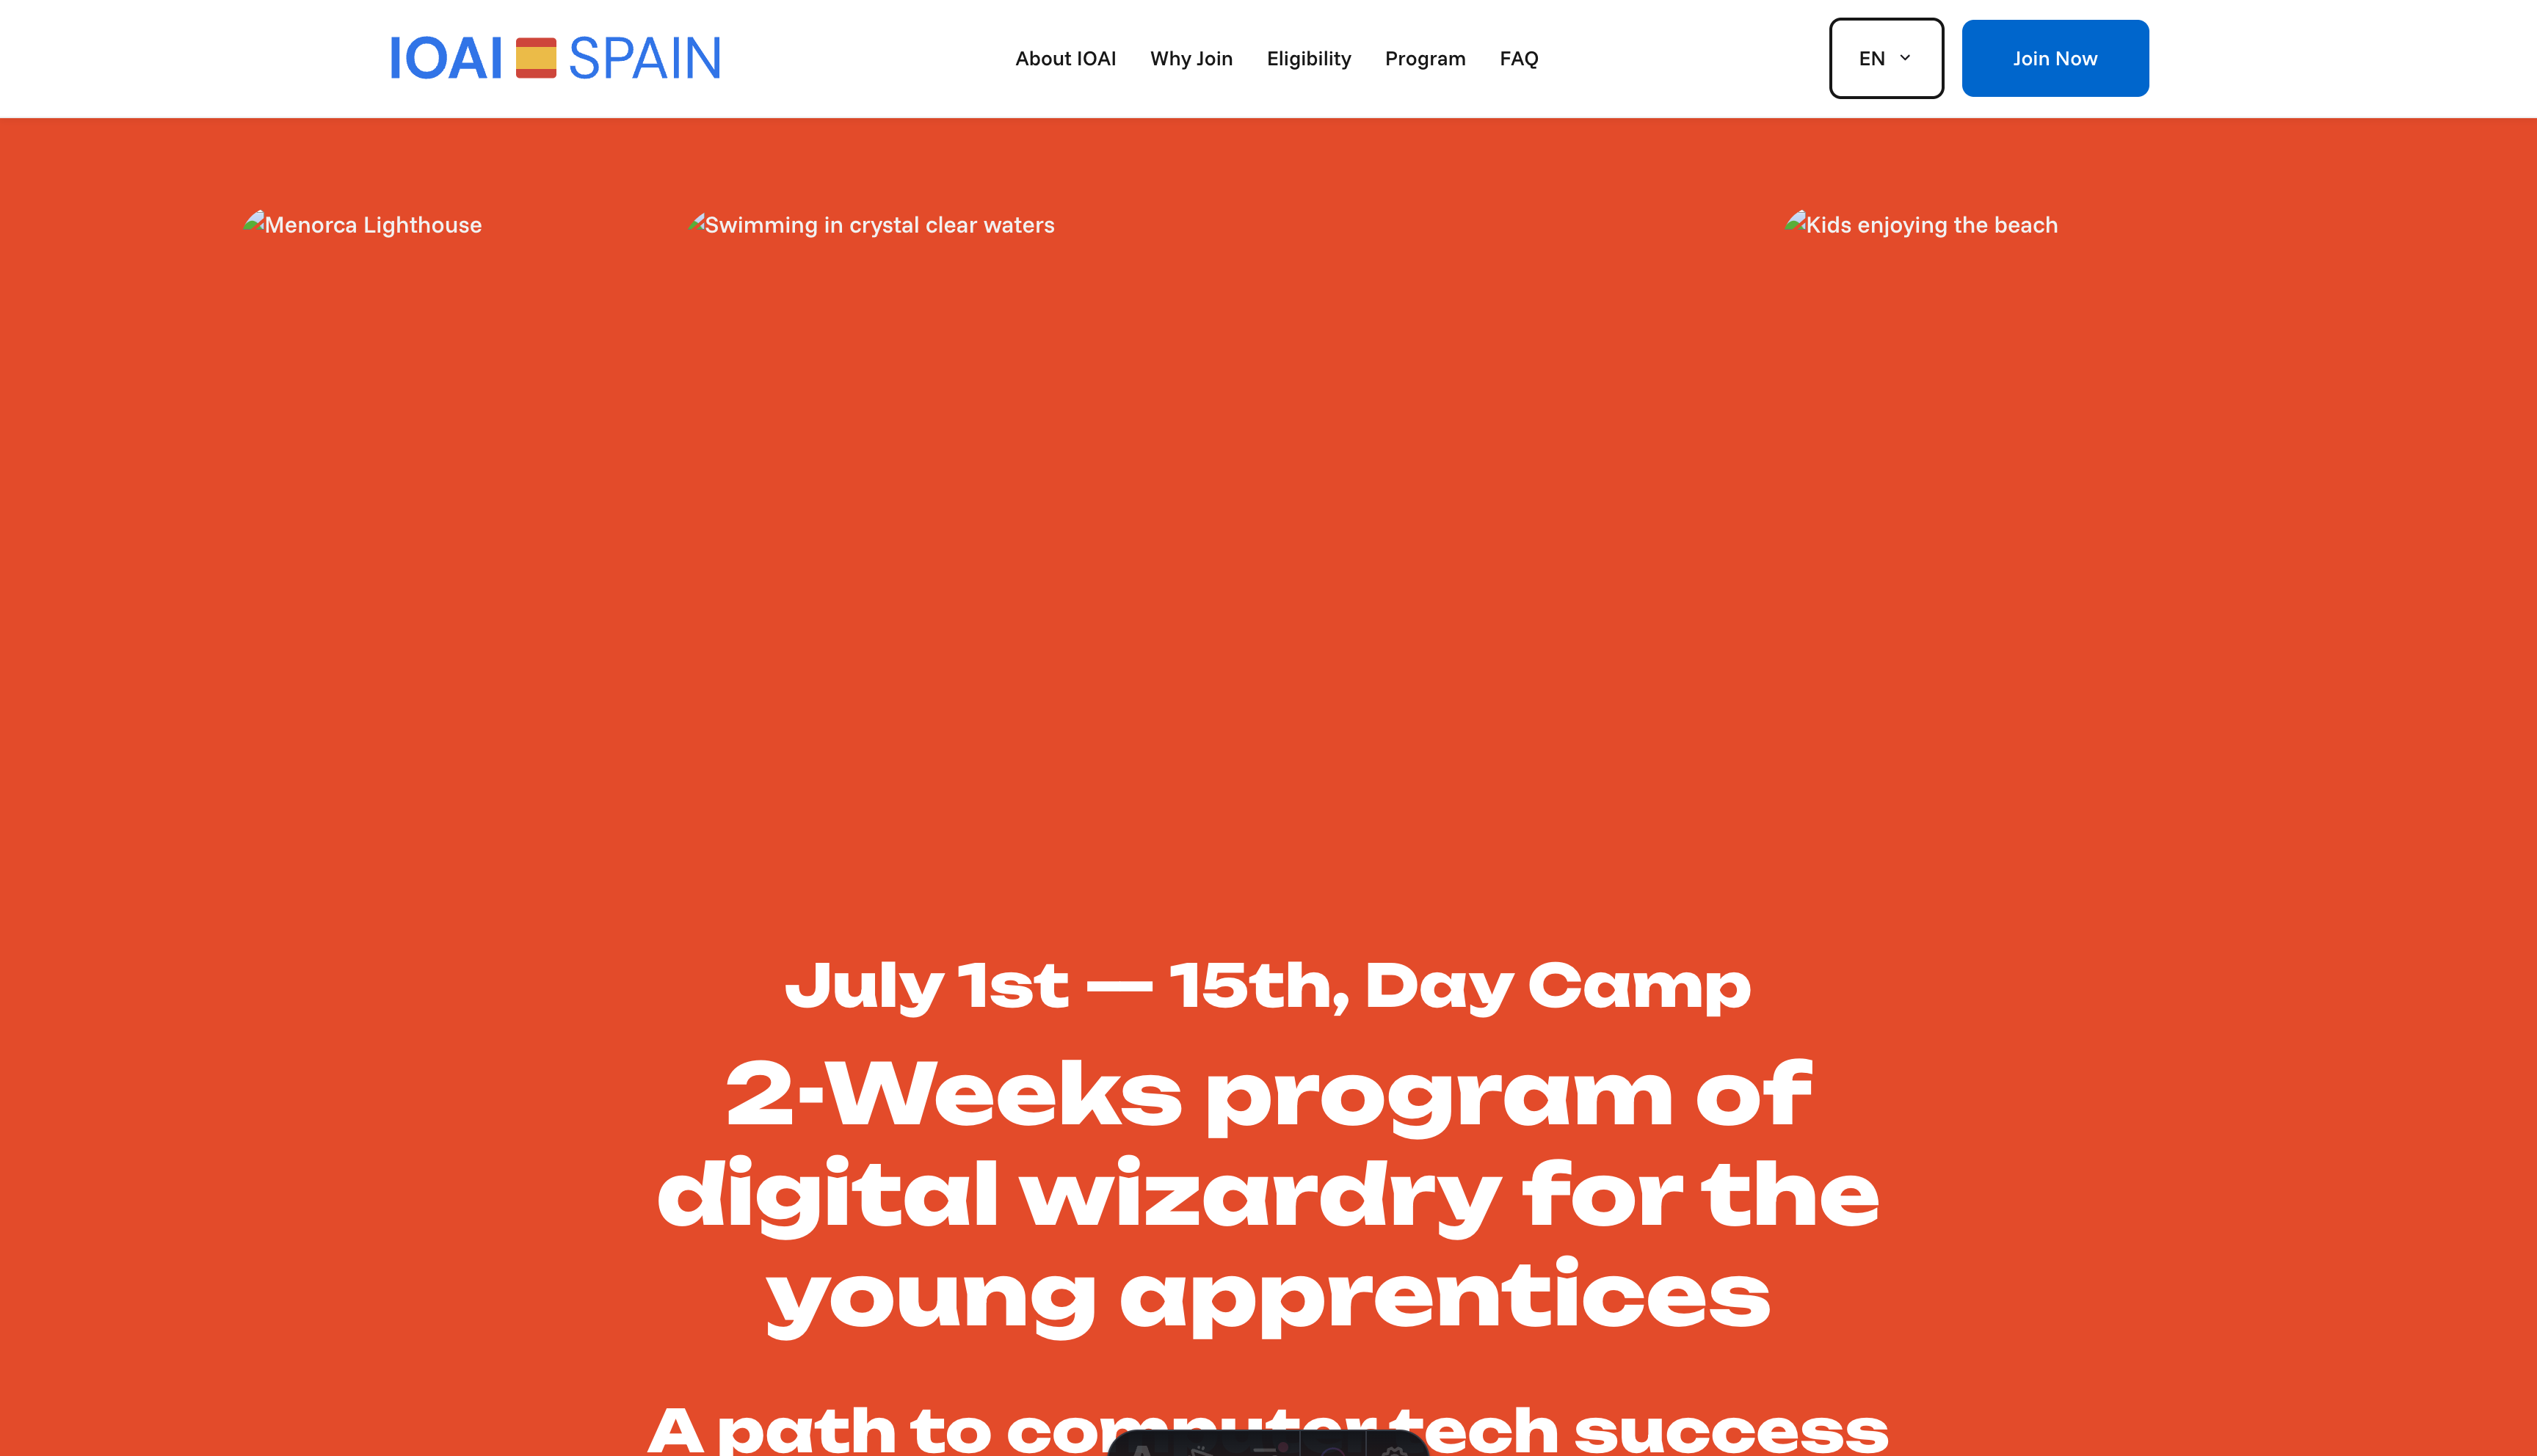 IOAI SPAIN
About IOAI
Why Join
Eligibility
Program
FAQ
EN
Join Now
Menorca Lighthouse
Swimming in crystal clear waters
Kids enjoying the beach
July 1st — 15th, Day Camp
2-Weeks program of
digital wizardry for the
young apprentices
A path to computer tech success